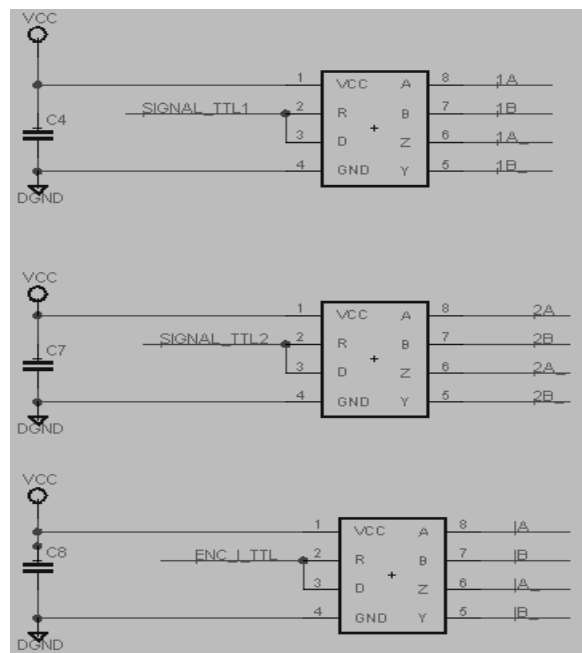 VCC
1 VCC A 8 1A
SIGNAL_TTL1 2 R B 7 1B
C4 3 D Z 6 1A_
4 GND Y 5 1B_
DGND
VCC
1 VCC A 8 2A
SIGNAL_TTL2 2 R B 7 2B
C7 3 D Z 6 2A_
4 GND Y 5 2B_
DGND
VCC
1 VCC A 8 IA
C8 ENC_I_TTL 2 R B 7 IB
3 D Z 6 IA_
4 GND Y 5 IB_
DGND